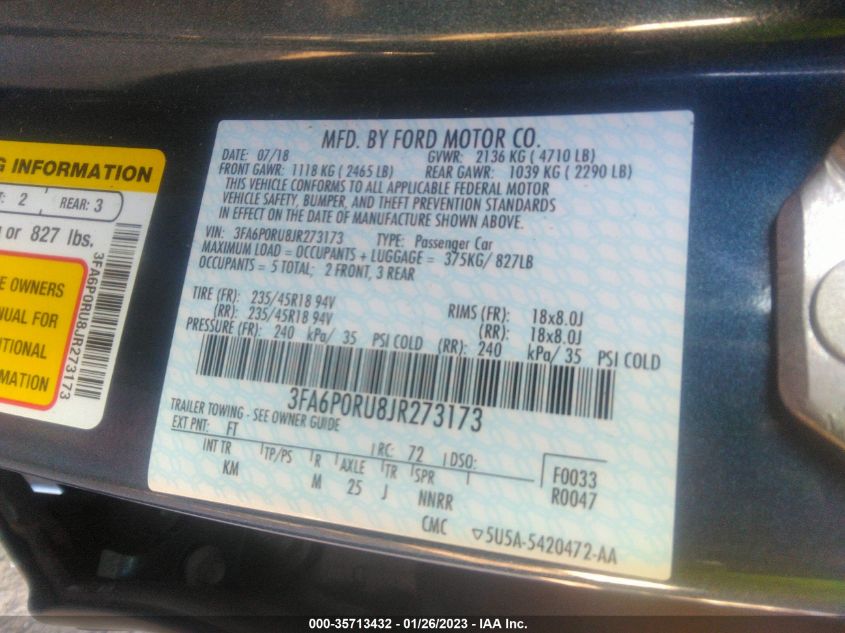 G INFORMATION
: 2 REAR: 3
or 827 lbs.
E OWNERS
NUAL FOR
ITIONAL
RMATION
3FA6P0RU8JR273173
MFD. BY FORD MOTOR CO.
DATE: 07/18 GVWR: 2136 KG ( 4710 LB)
FRONT GAWR: 1118 KG ( 2465 LB) REAR GAWR: 1039 KG ( 2290 LB)
THIS VEHICLE CONFORMS TO ALL APPLICABLE FEDERAL MOTOR
VEHICLE SAFETY, BUMPER, AND THEFT PREVENTION STANDARDS
IN EFFECT ON THE DATE OF MANUFACTURE SHOWN ABOVE.
VIN: 3FA6P0RU8JR273173 TYPE: Passenger Car
MAXIMUM LOAD = OCCUPANTS + LUGGAGE = 375KG/ 827LB
OCCUPANTS = 5 TOTAL; 2 FRONT, 3 REAR
TIRE (FR): 235/45R18 94V RIMS (FR): 18x8.0J
(RR): 235/45R18 94V (RR): 18x8.0J
PRESSURE (FR): 240 kPa/ 35 PSI COLD (RR): 240 kPa/ 35 PSI COLD
3FA6P0RU8JR273173
TRAILER TOWING - SEE OWNER GUIDE
EXT PNT: FT RC: 72 DSO:
INT TR TP/PS R AXLE TR SPR F0033
KM M 25 J NNRR R0047
CMC ▽5U5A-5420472-AA
000-35713432 - 01/26/2023 - IAA Inc.